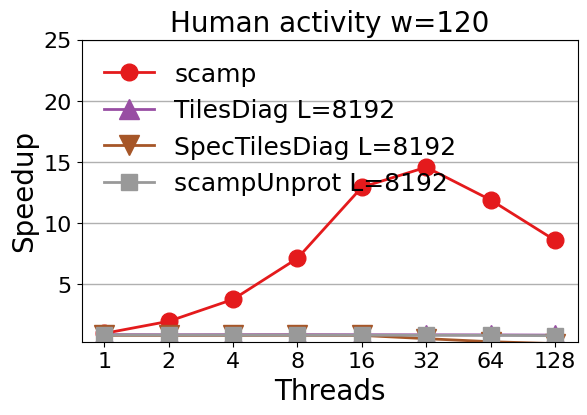 Human activity w=120
Speedup
25
20
15
10
5
scamp
TilesDiag L=8192
SpecTilesDiag L=8192
scampUnprot L=8192
1 2 4 8 16 32 64 128
Threads